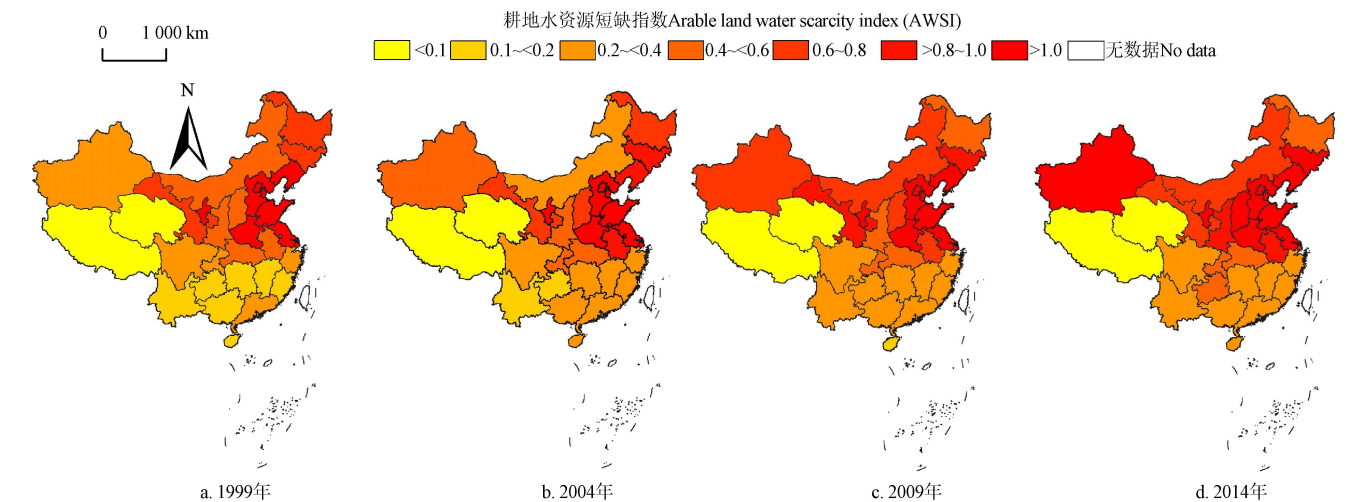 耕地水资源短缺指数Arable land water scarcity index (AWSI)
0 1 000 km
<0.1 0.1~<0.2 0.2~<0.4 0.4~<0.6 0.6~0.8 >0.8~1.0 >1.0 无数据No data
N
a. 1999年 b. 2004年 c. 2009年 d. 2014年